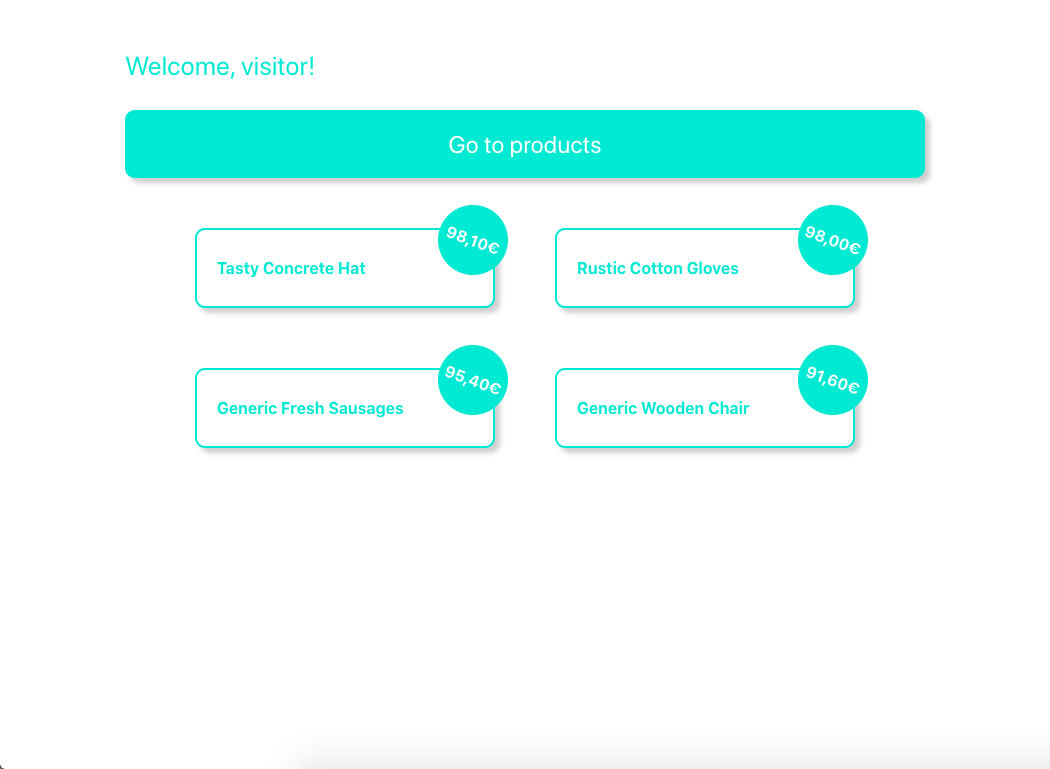 Welcome, visitor!
Go to products
98,10€
Tasty Concrete Hat
98,00€
Rustic Cotton Gloves
95,40€
Generic Fresh Sausages
91,60€
Generic Wooden Chair